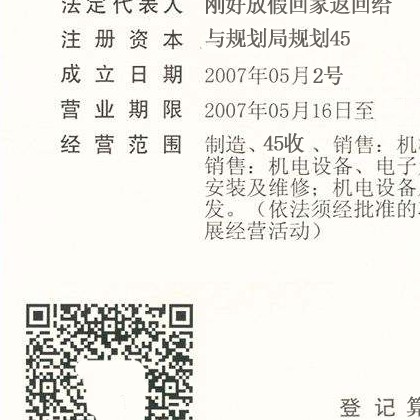 法定代表人 刚好放假回家返回给
注册资本 与规划局规划45
成立日期 2007年05月2号
营业期限 2007年05月16日至
经营范围 制造、45收、销售：机
销售：机电设备、电子
安装及维修；机电设备
发。（依法须经批准的
展经营活动）
登记